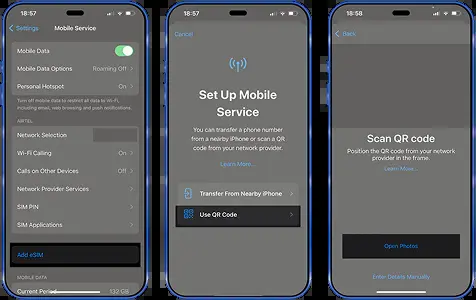 18:57
Settings
Mobile Service
Mobile Data
Mobile Data Options
Roaming Off
Personal Hotspot
On
Turn off mobile data to restrict all data to Wi-Fi,
including email, web browsing and push notifications.
AIRTEL
Network Selection
Wi-Fi Calling
On
Calls on Other Devices
Off
Network Provider Services
SIM PIN
SIM Applications
Add eSIM
MOBILE DATA
Current Period
132 GB
18:57
Cancel
Set Up Mobile
Service
You can transfer a phone number
from a nearby iPhone or scan a QR
code from your network provider.
Learn More...
Transfer From Nearby iPhone
Use QR Code
18:58
Back
Scan QR code
Position the QR code from your network
provider in the frame.
Learn More...
Open Photos
Enter Details Manually